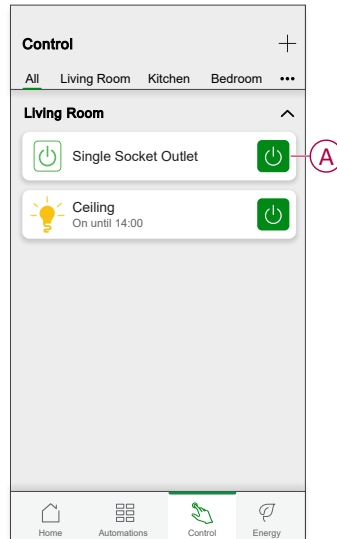 Control
All Living Room Kitchen Bedroom •••
Living Room
Single Socket Outlet
A
Ceiling
On until 14:00
Home Automations Control Energy